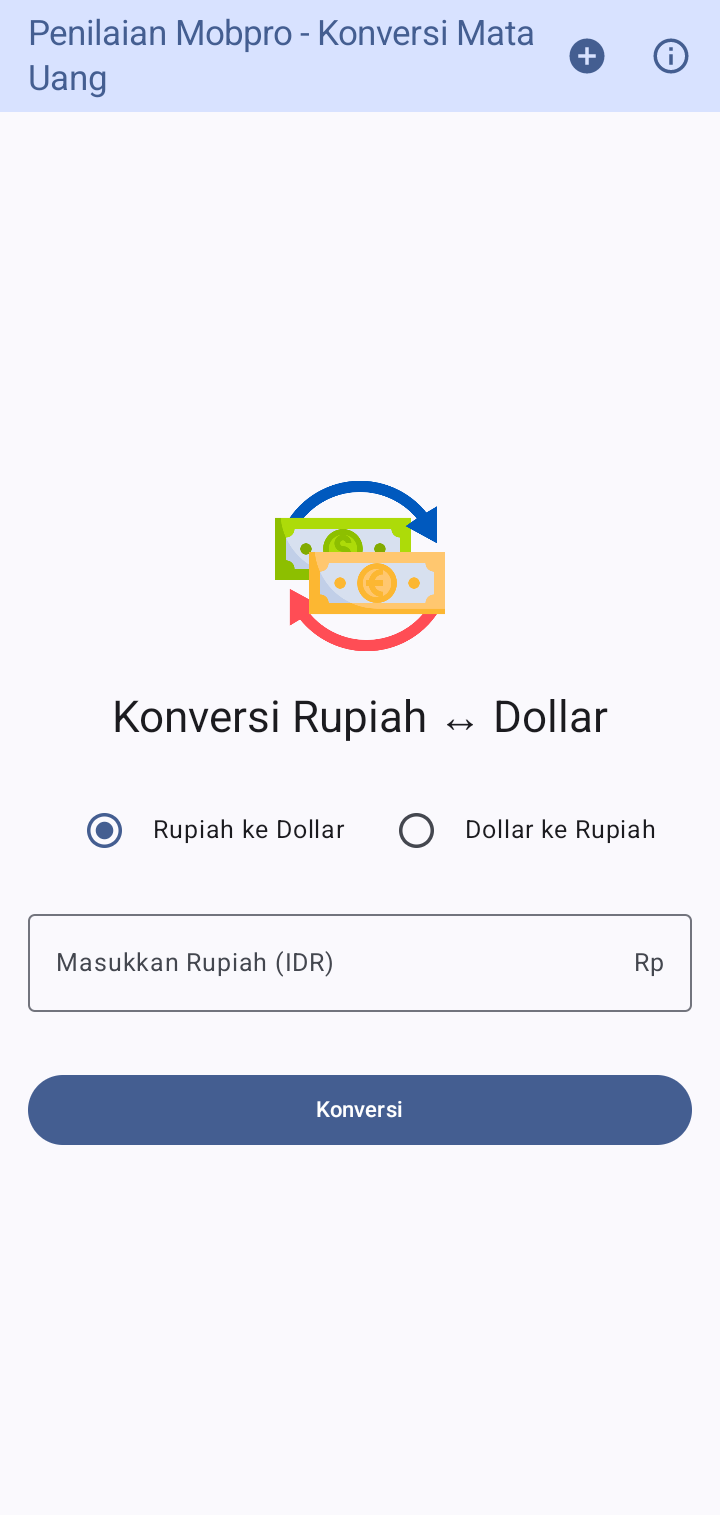 Penilaian Mobpro - Konversi Mata
Uang
Konversi Rupiah ↔ Dollar
Rupiah ke Dollar
Dollar ke Rupiah
Masukkan Rupiah (IDR)
Rp
Konversi